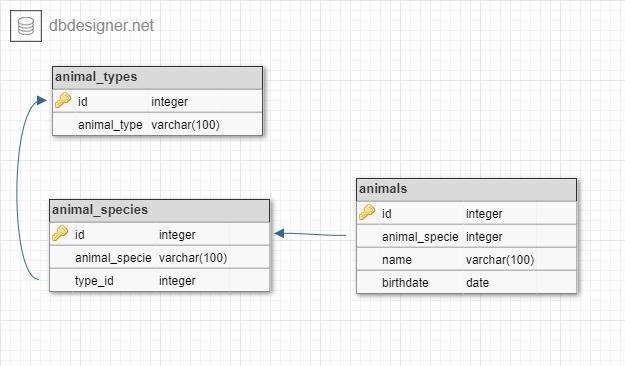 dbdesigner.net
animal_types
id integer
animal_type varchar(100)
animal_species
id integer
animal_specie varchar(100)
type_id integer
animals
id integer
animal_specie integer
name varchar(100)
birthdate date